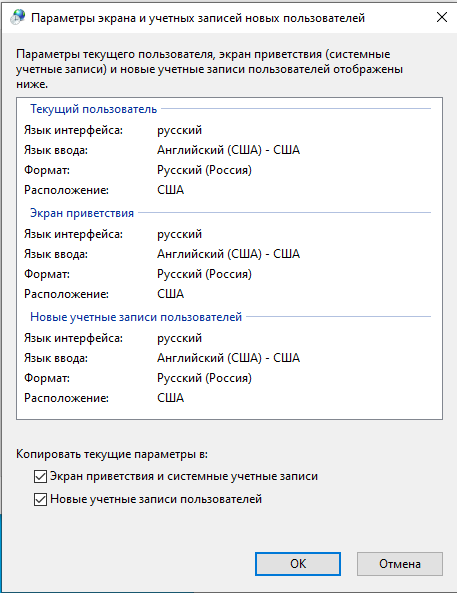 Параметры экрана и учетных записей новых пользователей
Параметры текущего пользователя, экран приветствия (системные
учетные записи) и новые учетные записи пользователей отображены
ниже.
Текущий пользователь
Язык интерфейса: русский
Язык ввода: Английский (США) - США
Формат: Русский (Россия)
Расположение: США
Экран приветствия
Язык интерфейса: русский
Язык ввода: Английский (США) - США
Формат: Русский (Россия)
Расположение: США
Новые учетные записи пользователей
Язык интерфейса: русский
Язык ввода: Английский (США) - США
Формат: Русский (Россия)
Расположение: США
Копировать текущие параметры в:
Экран приветствия и системные учетные записи
Новые учетные записи пользователей
ОК Отмена